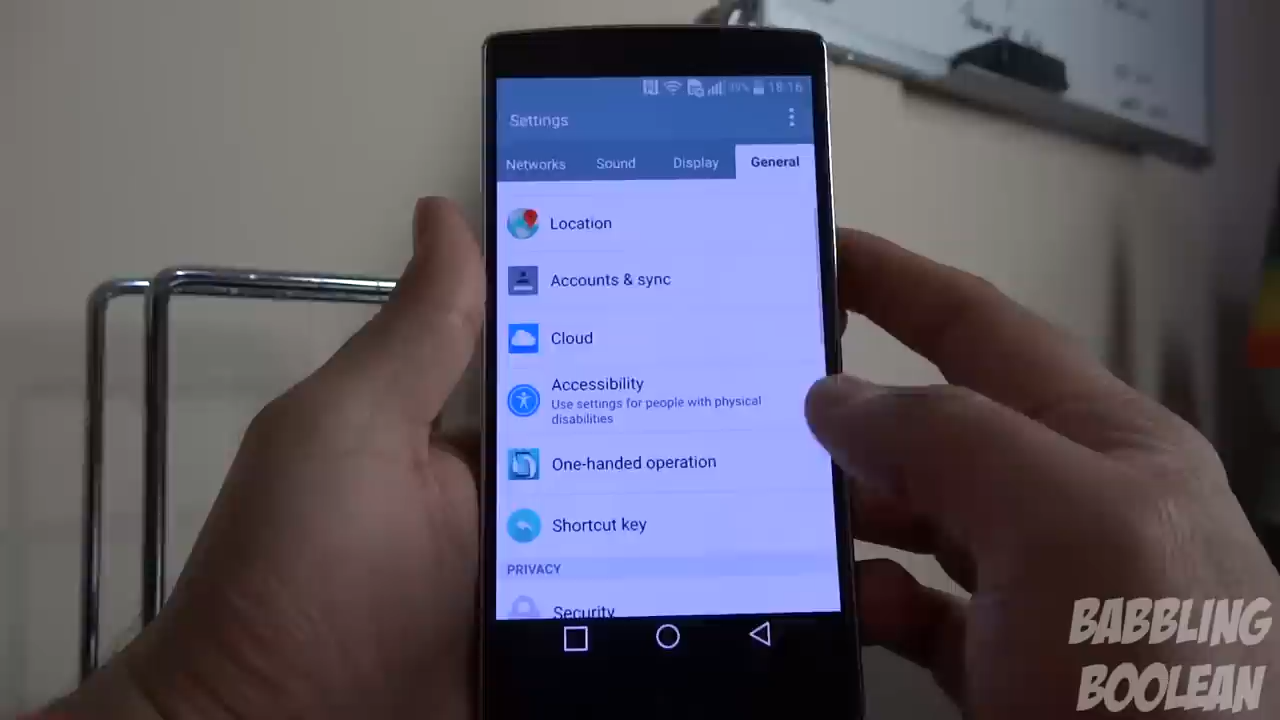 18:16
Settings
Networks Sound Display General
Location
Accounts & sync
Cloud
Accessibility
Use settings for people with physical
disabilities
One-handed operation
Shortcut key
PRIVACY
Security
BABBLING
BOOLEAN